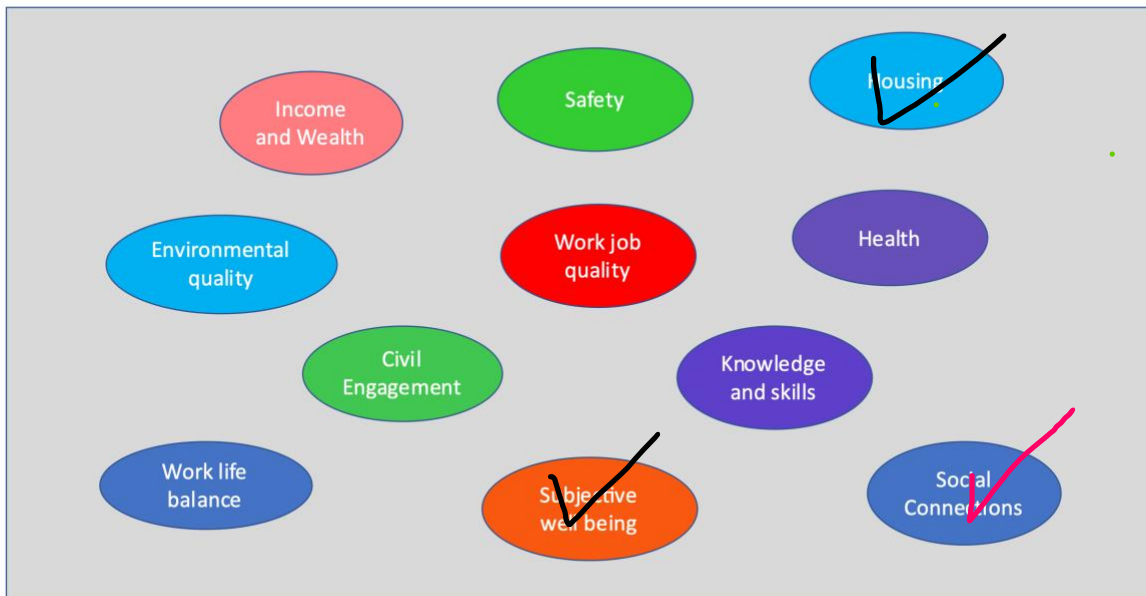 Income
and Wealth
Safety
Housing
Environmental
quality
Work job
quality
Health
Civil
Engagement
Knowledge
and skills
Work life
balance
Subjective
well being
Social
Connections